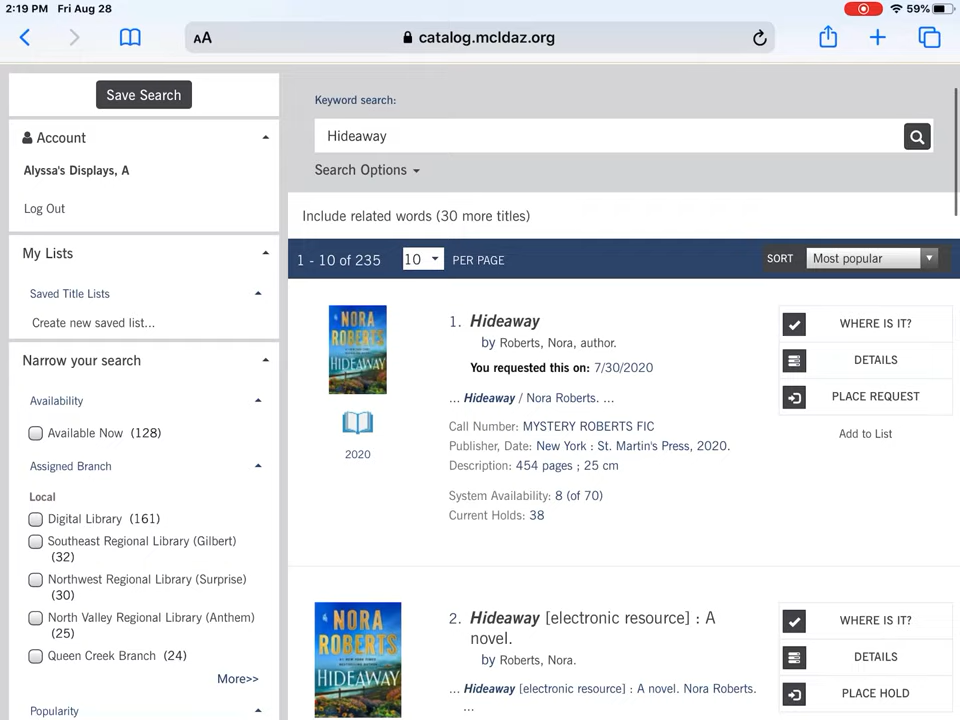 2:19 PM Fri Aug 28
59%
AA
catalog.mcldaz.org
Save Search
Account
Alyssa's Displays, A
Log Out
My Lists
Saved Title Lists
Create new saved list...
Narrow your search
Availability
Available Now (128)
Assigned Branch
Local
Digital Library (161)
Southeast Regional Library (Gilbert)
(32)
Northwest Regional Library (Surprise)
(30)
North Valley Regional Library (Anthem)
(25)
Queen Creek Branch (24)
More>>
Popularity
Keyword search:
Hideaway
Search Options
Include related words (30 more titles)
1 - 10 of 235
10
PER PAGE
SORT
Most popular
NORA
ROBERTS
HIDEAWAY
2020
1. Hideaway
by Roberts, Nora, author.
You requested this on: 7/30/2020
... Hideaway / Nora Roberts. ...
Call Number: MYSTERY ROBERTS FIC
Publisher, Date: New York : St. Martin's Press, 2020.
Description: 454 pages ; 25 cm
System Availability: 8 (of 70)
Current Holds: 38
WHERE IS IT?
DETAILS
PLACE REQUEST
Add to List
NORA
ROBERTS
HIDEAWAY
2. Hideaway [electronic resource] : A
novel.
by Roberts, Nora.
... Hideaway [electronic resource] : A novel. Nora Roberts.
...
WHERE IS IT?
DETAILS
PLACE HOLD